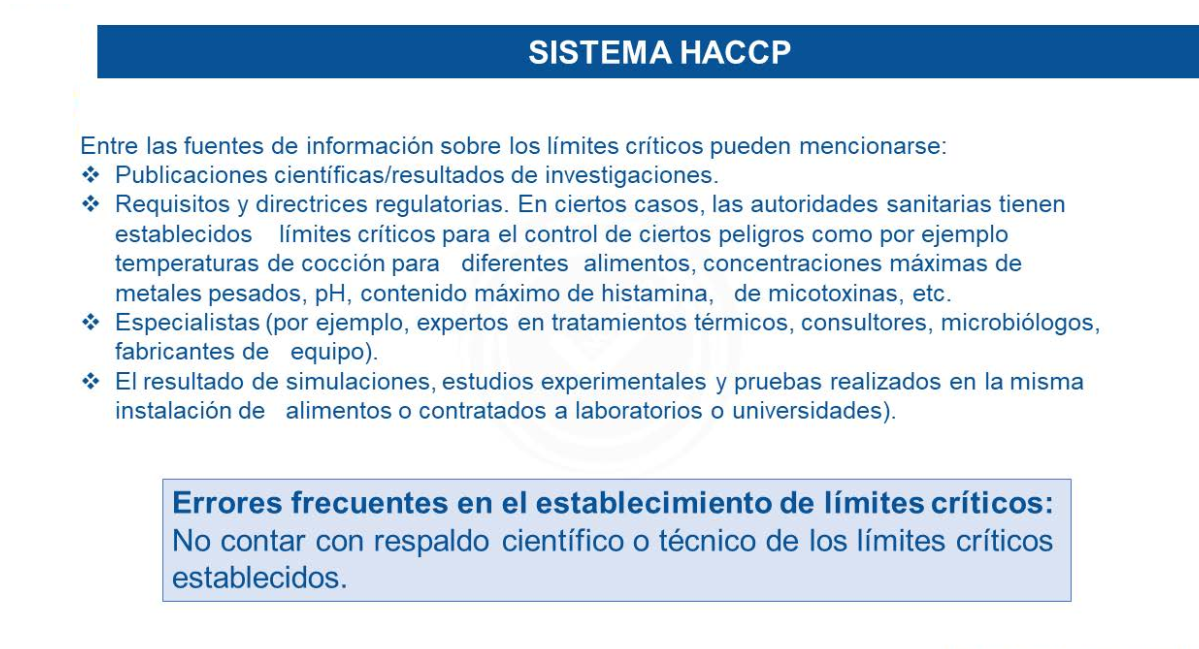 SISTEMA HACCP
Entre las fuentes de información sobre los límites críticos pueden mencionarse:
❖ Publicaciones científicas/resultados de investigaciones.
❖ Requisitos y directrices regulatorias. En ciertos casos, las autoridades sanitarias tienen
establecidos límites críticos para el control de ciertos peligros como por ejemplo
temperaturas de cocción para diferentes alimentos, concentraciones máximas de
metales pesados, pH, contenido máximo de histamina, de micotoxinas, etc.
❖ Especialistas (por ejemplo, expertos en tratamientos térmicos, consultores, microbiólogos,
fabricantes de equipo).
❖ El resultado de simulaciones, estudios experimentales y pruebas realizados en la misma
instalación de alimentos o contratados a laboratorios o universidades).
Errores frecuentes en el establecimiento de límites críticos:
No contar con respaldo científico o técnico de los límites críticos
establecidos.